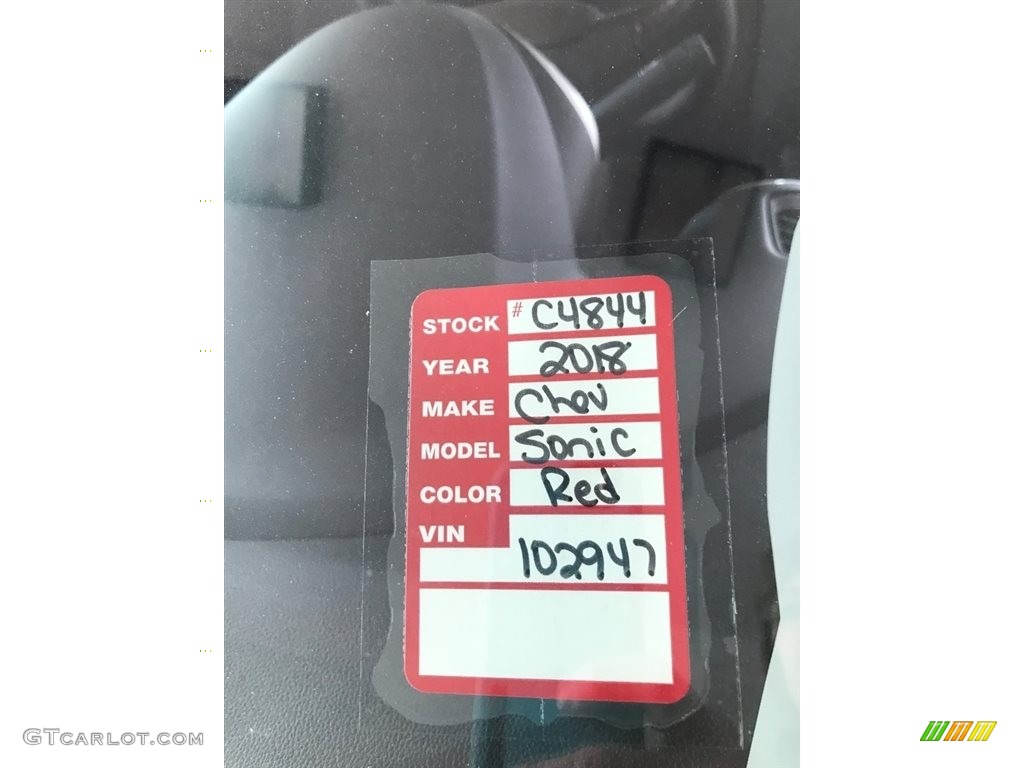 STOCK # C4844
YEAR 2018
MAKE Chev
MODEL Sonic
COLOR Red
VIN
102947
GTCARLOT.COM